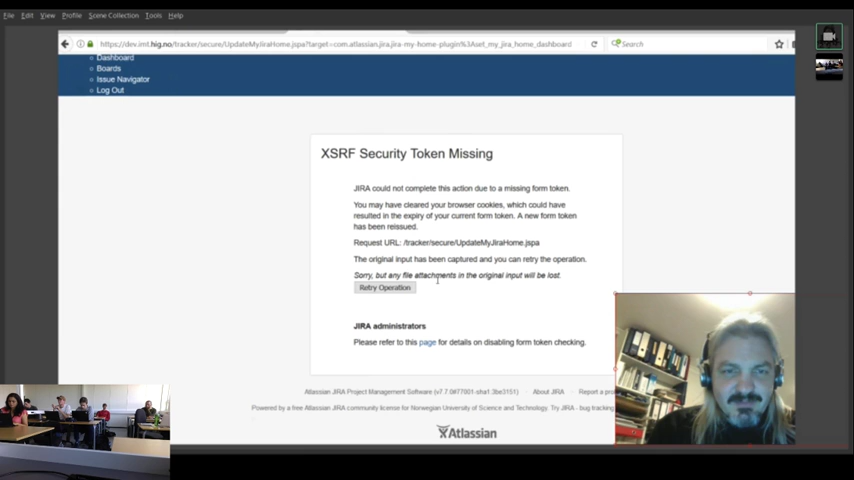 File Edit View Profile Scene Collection Tools Help
https://dev.imt.hig.no/tracker/secure/UpdateMyJiraHome.jspa?target=com.atlassian.jira.jira-my-home-plugin%3Aset_my_jira_home_dashboard
Search
Dashboard
Boards
Issue Navigator
Log Out
XSRF Security Token Missing
JIRA could not complete this action due to a missing form token.
You may have cleared your browser cookies, which could have
resulted in the expiry of your current form token. A new form token
has been reissued.
Request URL: /tracker/secure/UpdateMyJiraHome.jspa
The original input has been captured and you can retry the operation.
Sorry, but any file attachments in the original input will be lost.
Retry Operation
JIRA administrators
Please refer to this page for details on disabling form token checking.
Atlassian JIRA Project Management Software (v7.7.0#77001-sha1:3be3151) About JIRA Report a
Powered by a free Atlassian JIRA community license for Norwegian University of Science and Technology. Try JIRA - bug tracking
Atlassian